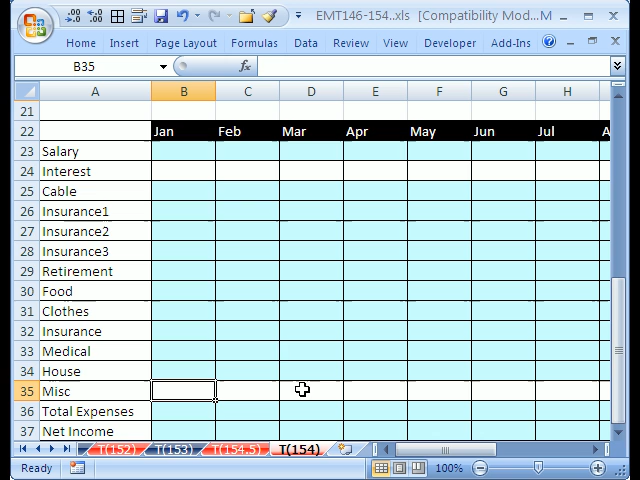 EMT146-154..xls [Compatibility Mod...M
Home Insert Page Layout Formulas Data Review View Developer Add-Ins
B35 fx
A B C D E F G H
21
22 Jan Feb Mar Apr May Jun Jul A
23 Salary
24 Interest
25 Cable
26 Insurance1
27 Insurance2
28 Insurance3
29 Retirement
30 Food
31 Clothes
32 Insurance
33 Medical
34 House
35 Misc
36 Total Expenses
37 Net Income
T(152) T(153) T(154.5) T(154)
Ready 100%